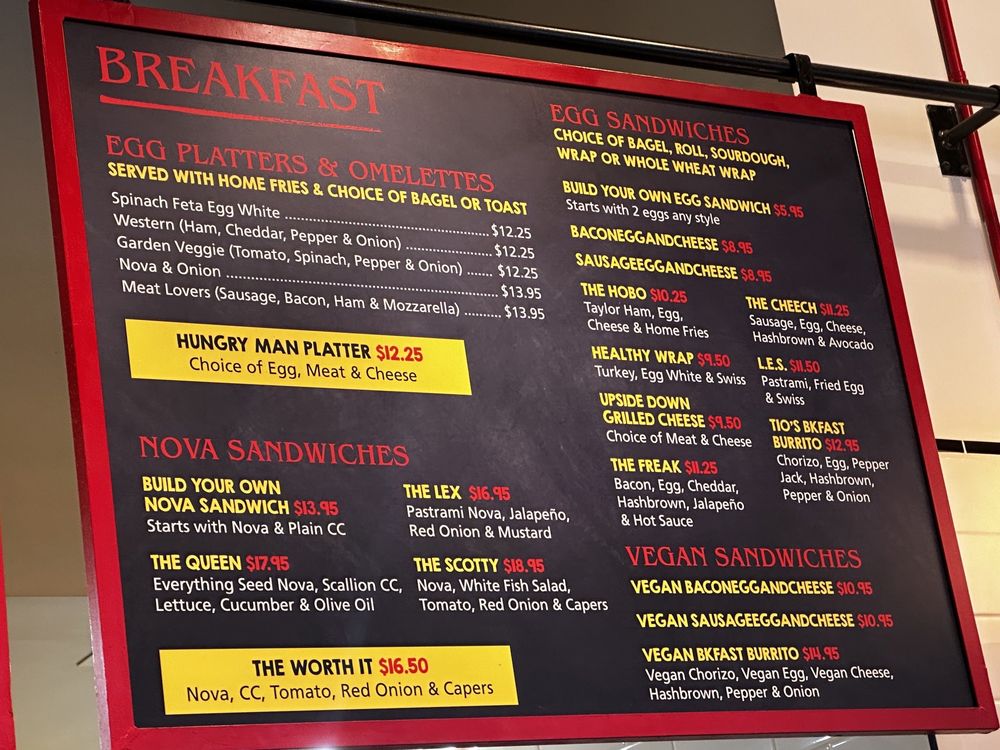 BREAKFAST
EGG PLATTERS & OMELETTES
SERVED WITH HOME FRIES & CHOICE OF BAGEL OR TOAST
Spinach Feta Egg White ........................................ $12.25
Western (Ham, Cheddar, Pepper & Onion) .................... $12.25
Garden Veggie (Tomato, Spinach, Pepper & Onion) ....... $12.25
Nova & Onion ..................................................... $13.95
Meat Lovers (Sausage, Bacon, Ham & Mozzarella) .......... $13.95
HUNGRY MAN PLATTER $12.25
Choice of Egg, Meat & Cheese
NOVA SANDWICHES
BUILD YOUR OWN
NOVA SANDWICH $13.95
Starts with Nova & Plain CC
THE QUEEN $17.95
Everything Seed Nova, Scallion CC,
Lettuce, Cucumber & Olive Oil
THE LEX $16.95
Pastrami Nova, Jalapeño,
Red Onion & Mustard
THE SCOTTY $18.95
Nova, White Fish Salad,
Tomato, Red Onion & Capers
THE WORTH IT $16.50
Nova, CC, Tomato, Red Onion & Capers
EGG SANDWICHES
CHOICE OF BAGEL, ROLL, SOURDOUGH,
WRAP OR WHOLE WHEAT WRAP
BUILD YOUR OWN EGG SANDWICH $5.95
Starts with 2 eggs any style
BACONEGGANDCHEESE $8.95
SAUSAGEEGGANDCHEESE $8.95
THE HOBO $10.25
Taylor Ham, Egg,
Cheese & Home Fries
HEALTHY WRAP $9.50
Turkey, Egg White & Swiss
UPSIDE DOWN
GRILLED CHEESE $9.50
Choice of Meat & Cheese
THE FREAK $11.25
Bacon, Egg, Cheddar,
Hashbrown, Jalapeño
& Hot Sauce
THE CHEECH $11.25
Sausage, Egg, Cheese,
Hashbrown & Avocado
L.E.S. $11.50
Pastrami, Fried Egg
& Swiss
TIO'S BKFAST
BURRITO $12.95
Chorizo, Egg, Pepper
Jack, Hashbrown,
Pepper & Onion
VEGAN SANDWICHES
VEGAN BACONEGGANDCHEESE $10.95
VEGAN SAUSAGEEGGANDCHEESE $10.95
VEGAN BKFAST BURRITO $14.95
Vegan Chorizo, Vegan Egg, Vegan Cheese,
Hashbrown, Pepper & Onion